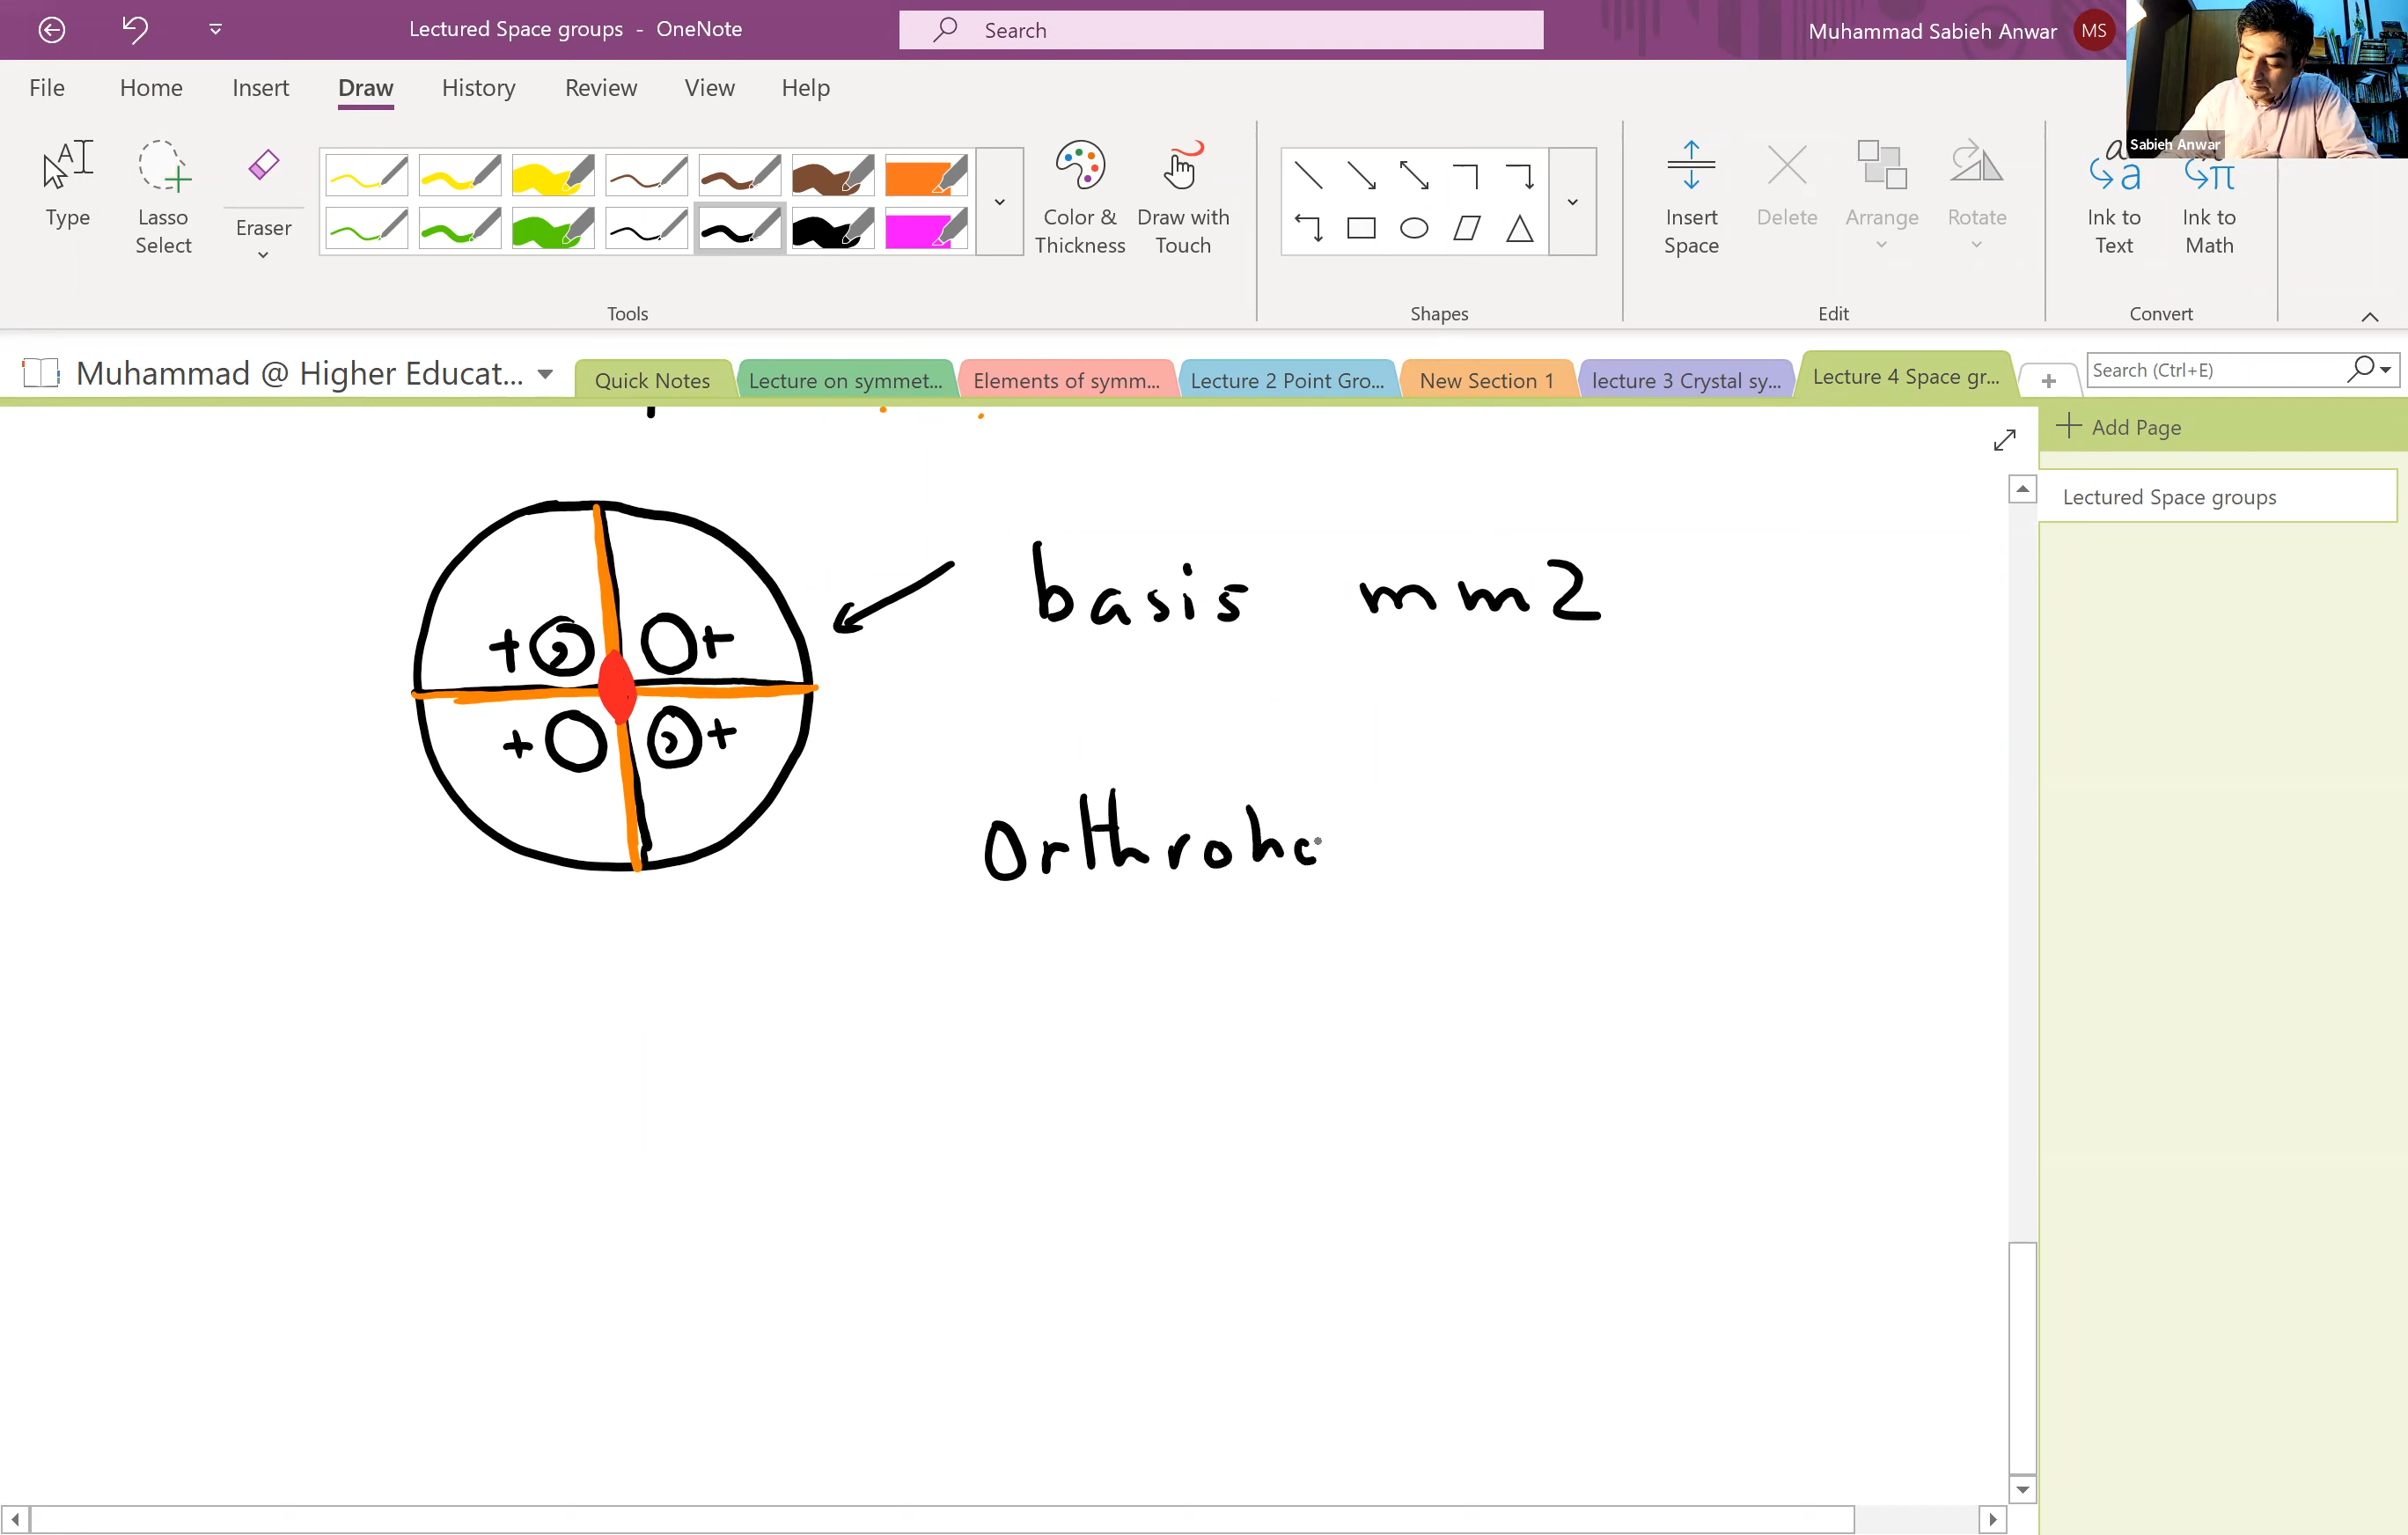 Lectured Space groups - OneNote
Search
Muhammad Sabieh Anwar MS
File Home Insert Draw History Review View Help
Sabieh Anwar
Type
Lasso Select
Eraser
Color & Thickness
Draw with Touch
Insert Space
Delete
Arrange
Rotate
Ink to Text
Ink to Math
Tools
Shapes
Edit
Convert
Muhammad @ Higher Educat...
Quick Notes
Lecture on symmet...
Elements of symm...
Lecture 2 Point Gro...
New Section 1
lecture 3 Crystal sy...
Lecture 4 Space gr...
Search (Ctrl+E)
Add Page
Lectured Space groups
basis mm2
+ +
+ +